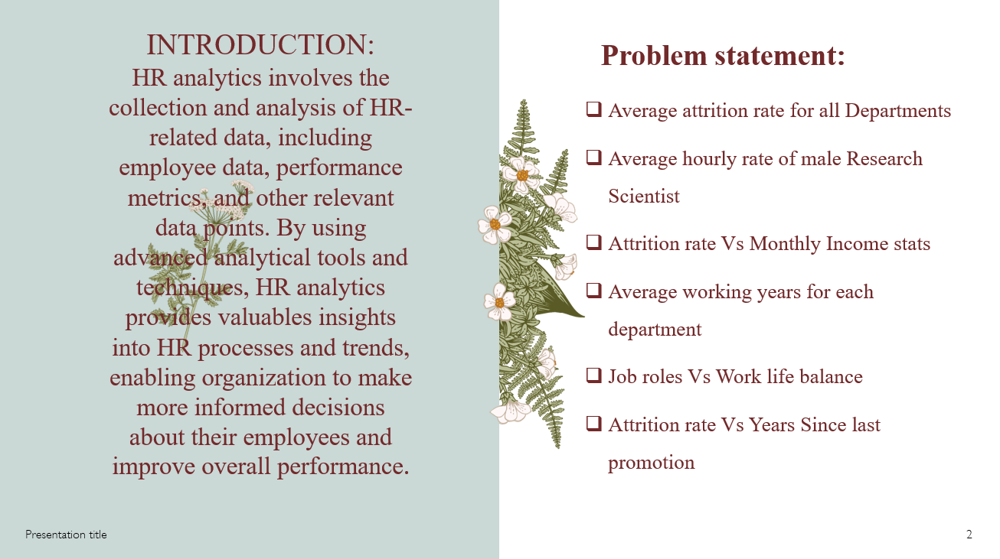 INTRODUCTION:
HR analytics involves the
collection and analysis of HR-
related data, including
employee data, performance
metrics, and other relevant
data points. By using
advanced analytical tools and
techniques, HR analytics
provides valuables insights
into HR processes and trends,
enabling organization to make
more informed decisions
about their employees and
improve overall performance.
Problem statement:
❑ Average attrition rate for all Departments
❑ Average hourly rate of male Research
Scientist
❑ Attrition rate Vs Monthly Income stats
❑ Average working years for each
department
❑ Job roles Vs Work life balance
❑ Attrition rate Vs Years Since last
promotion
Presentation title
2